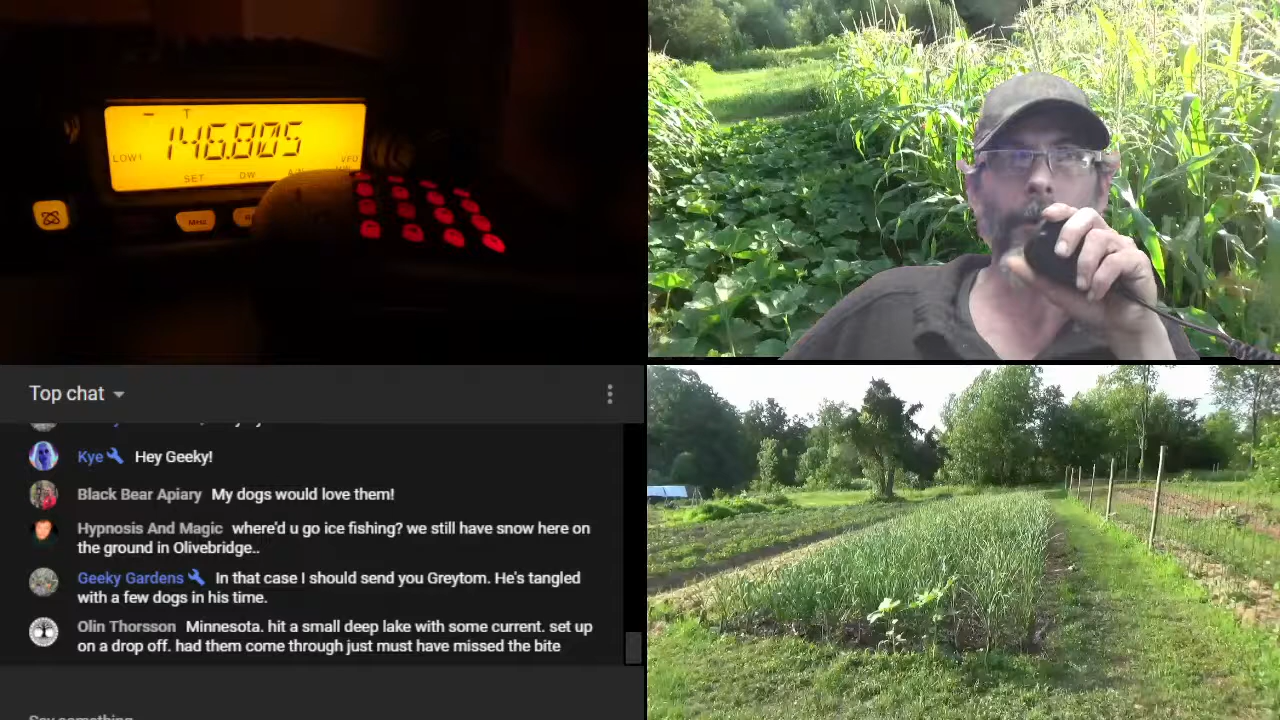 T
146.805
LOW1
VFO
SET
DW
MHz
Top chat
Kye Hey Geeky!
Black Bear Apiary My dogs would love them!
Hypnosis And Magic where'd u go ice fishing? we still have snow here on
the ground in Olivebridge..
Geeky Gardens In that case I should send you Greytom. He's tangled
with a few dogs in his time.
Olin Thorsson Minnesota. hit a small deep lake with some current. set up
on a drop off. had them come through just must have missed the bite
Say something